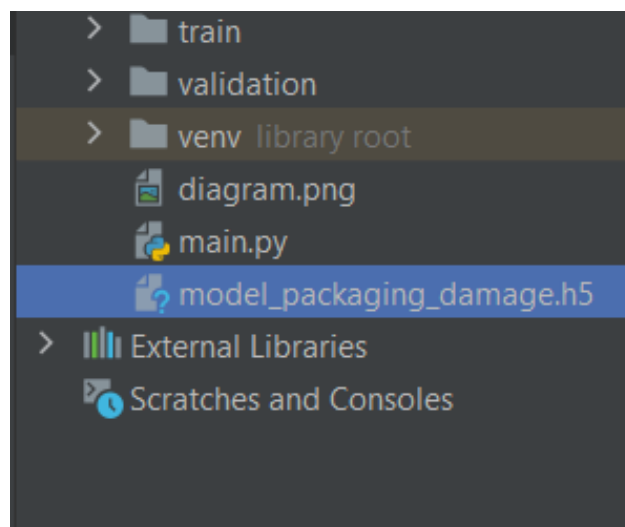 train
validation
venv library root
diagram.png
main.py
model_packaging_damage.h5
External Libraries
Scratches and Consoles